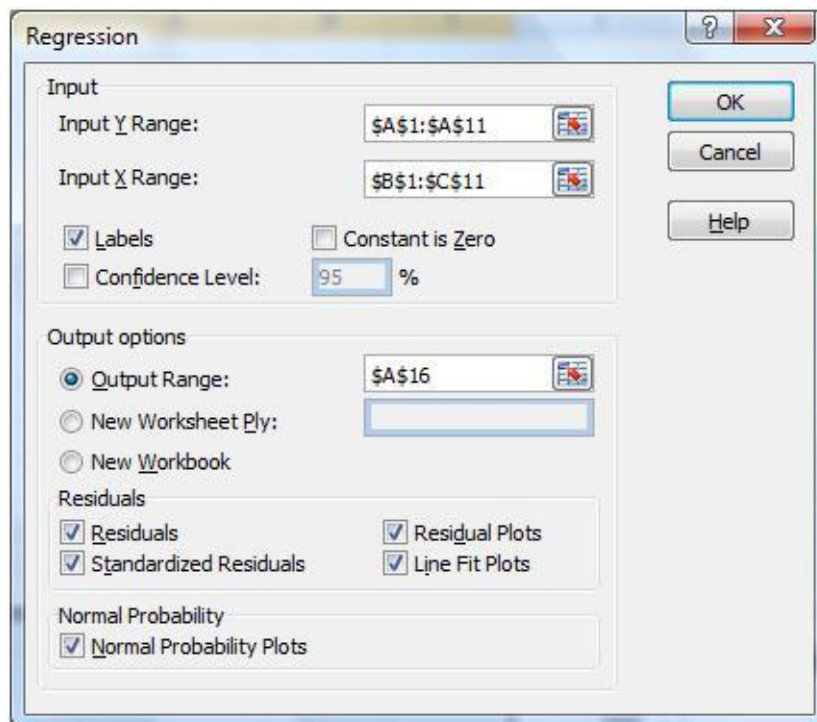 Regression
Input
Input Y Range: $A$1:$A$11
Input X Range: $B$1:$C$11
Labels Constant is Zero
Confidence Level: 95 %
OK
Cancel
Help
Output options
Output Range: $A$16
New Worksheet Ply:
New Workbook
Residuals
Residuals Residual Plots
Standardized Residuals Line Fit Plots
Normal Probability
Normal Probability Plots